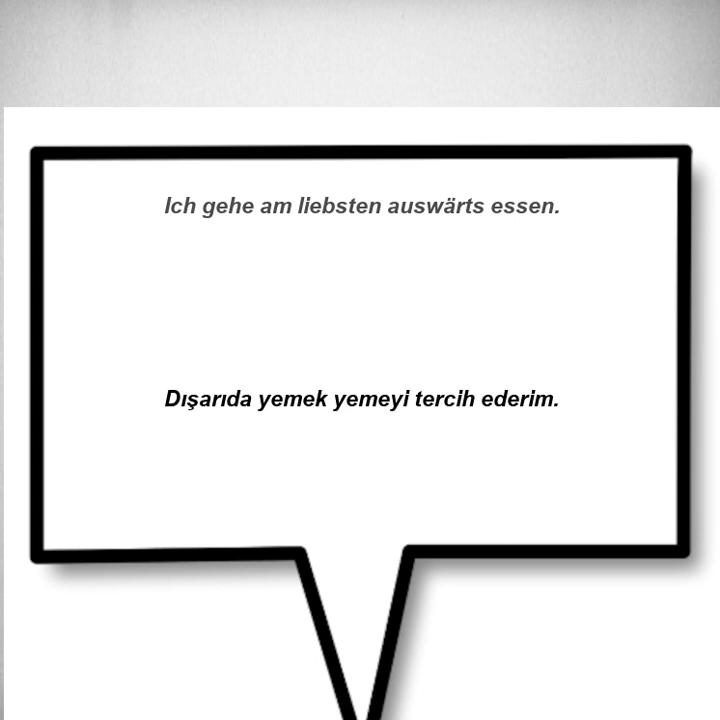 Ich gehe am liebsten auswärts essen.
Dışarıda yemek yemeyi tercih ederim.